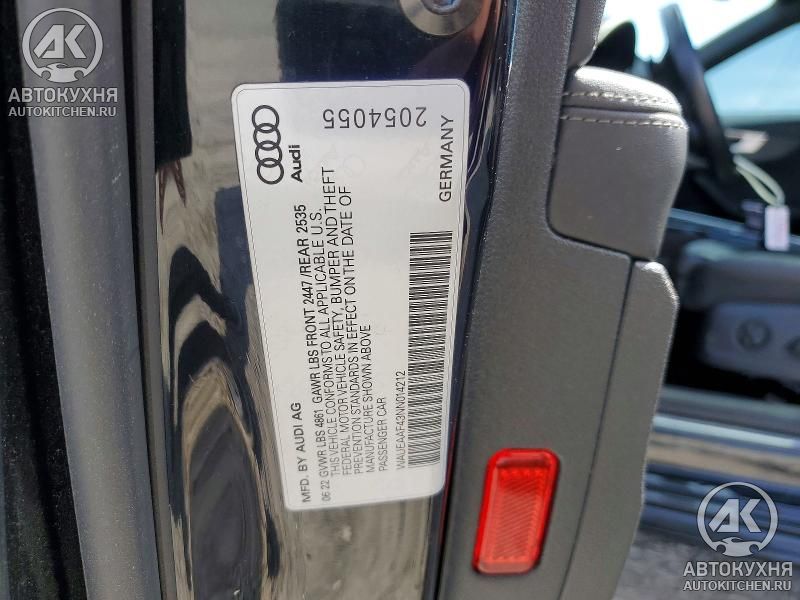 AK
АВТОКУХНЯ
AUTOKITCHEN.RU
Audi
2054055
MFD. BY AUDI AG
GERMANY
06 22 GVWR LBS 4861 GAWR LBS FRONT 2447 /REAR 2535
THIS VEHICLE CONFORMS TO ALL APPLICABLE U.S.
FEDERAL MOTOR VEHICLE SAFETY, BUMPER AND THEFT
PREVENTION STANDARDS IN EFFECT ON THE DATE OF
MANUFACTURE SHOWN ABOVE
PASSENGER CAR
WAUEAAF43NN014212
AK
АВТОКУХНЯ
AUTOKITCHEN.RU